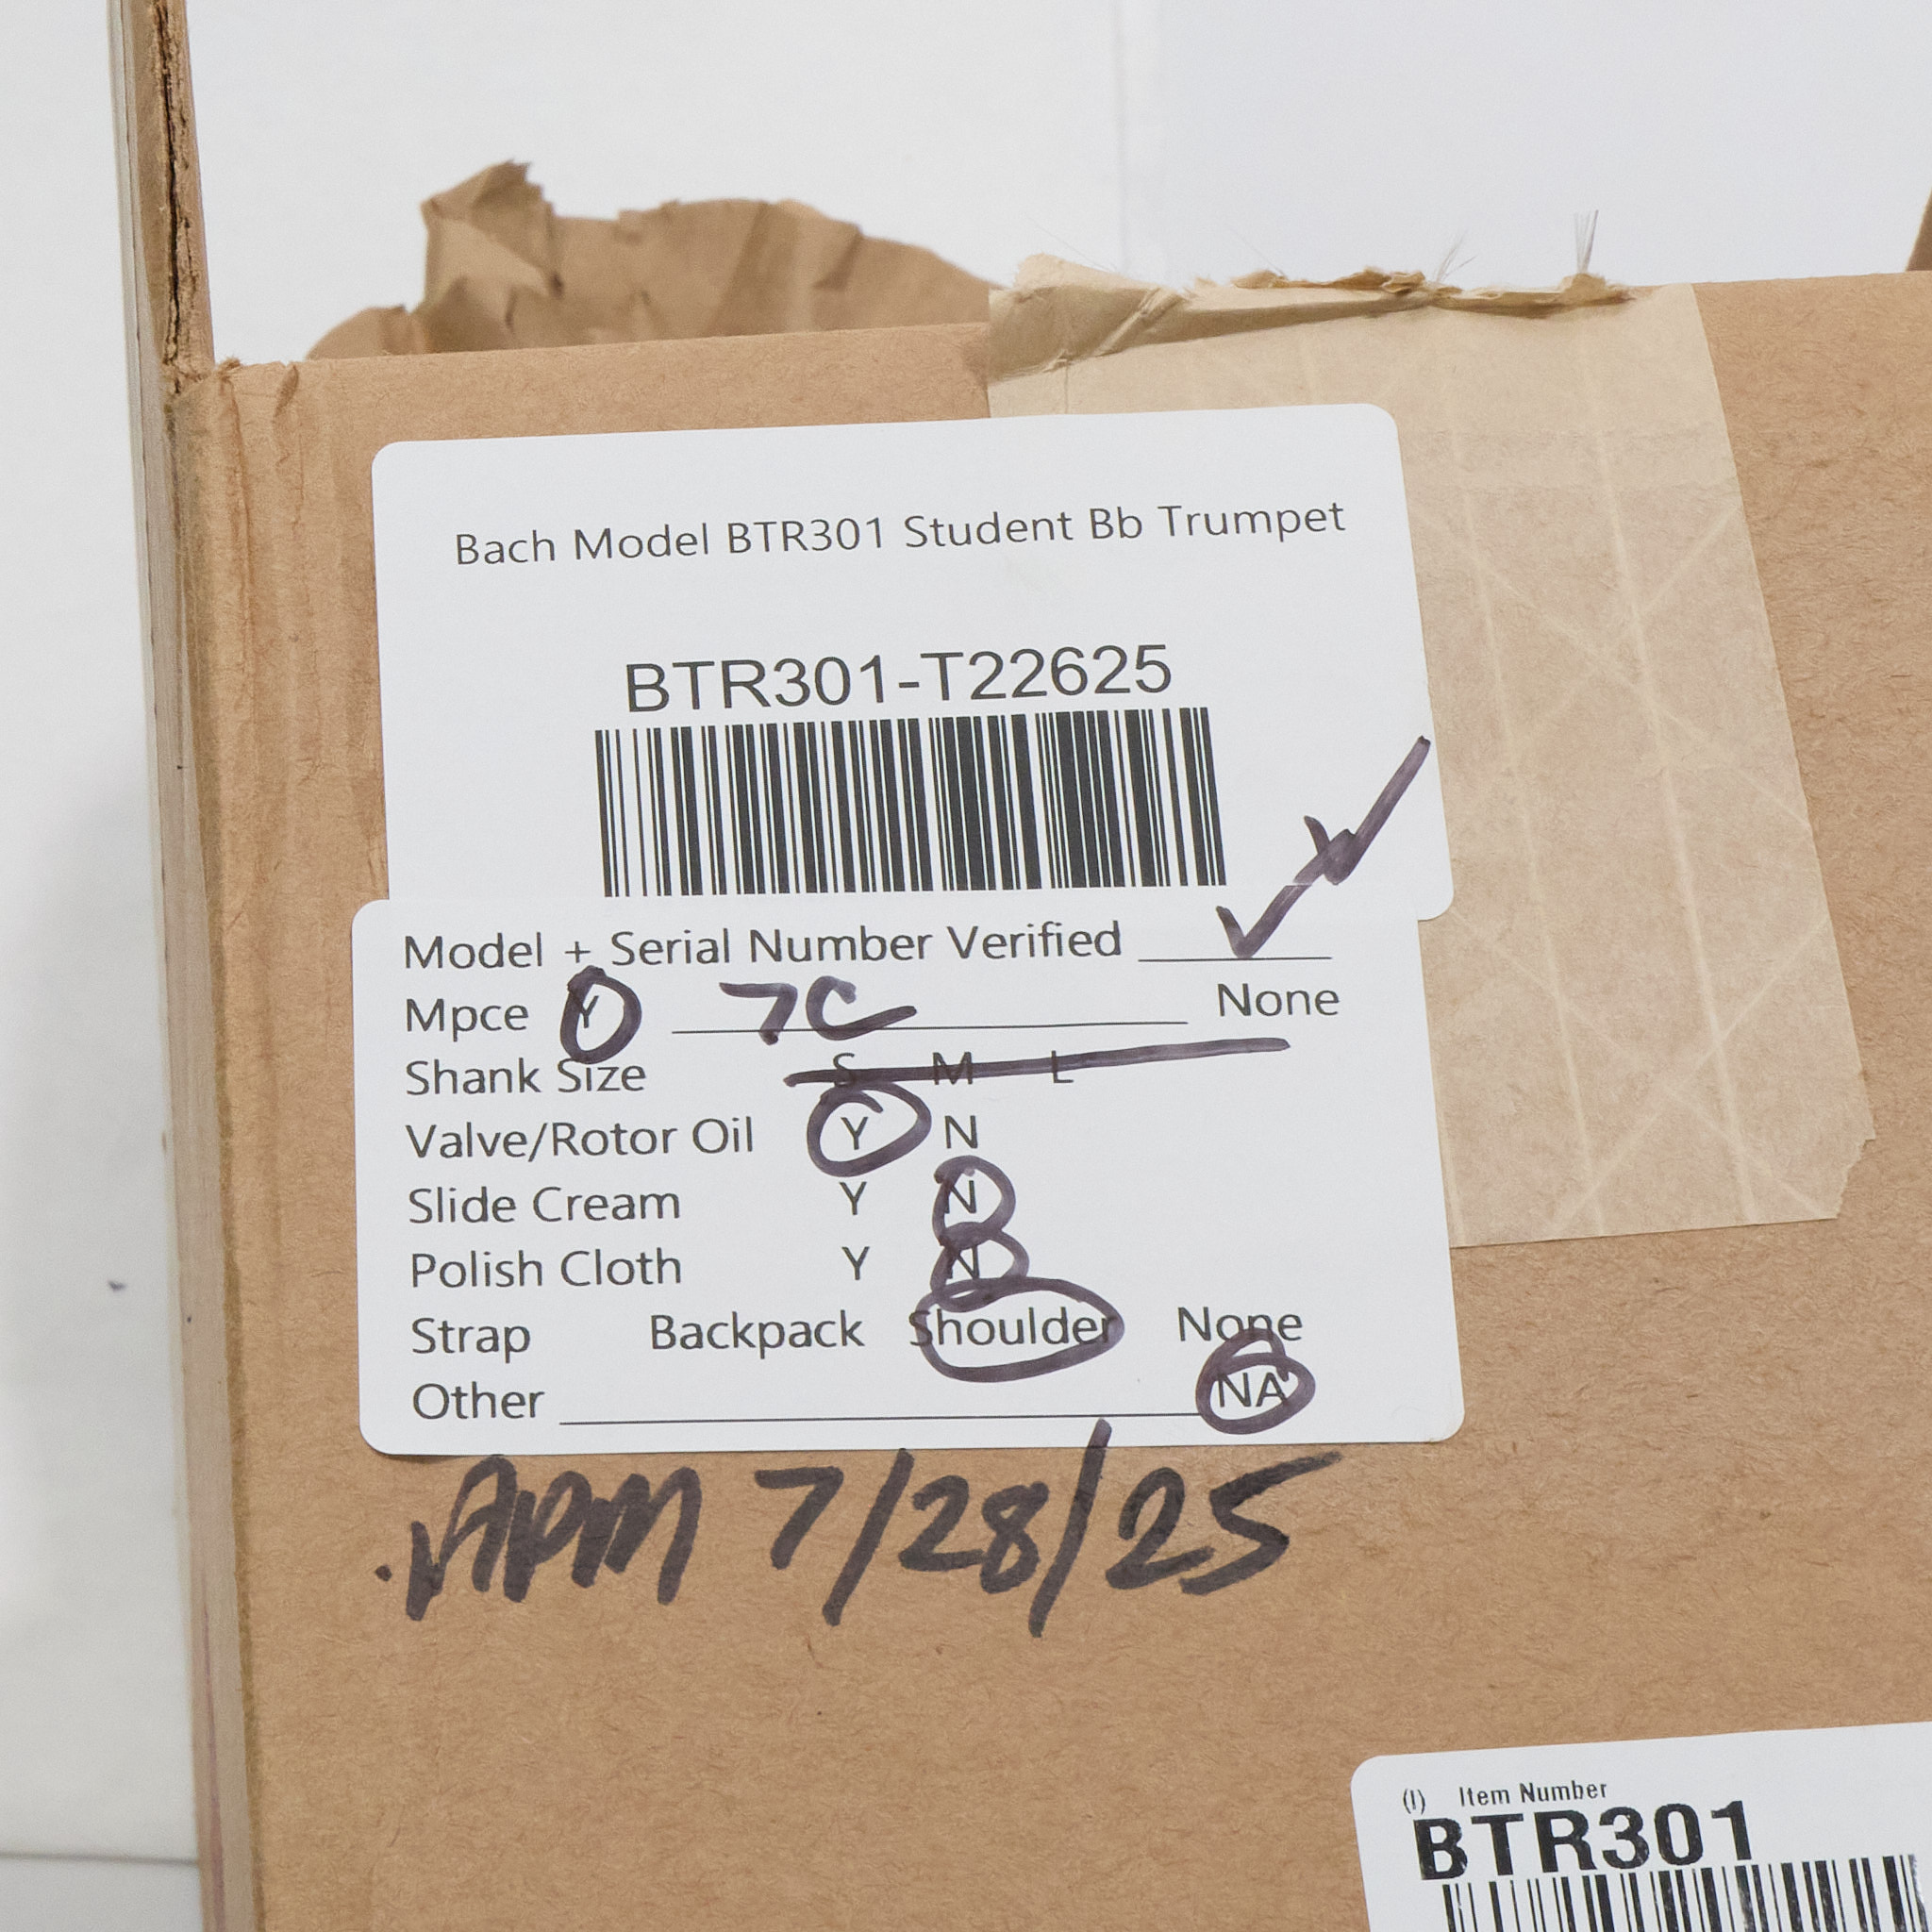 Bach Model BTR301 Student Bb Trumpet
BTR301-T22625
Model + Serial Number Verified
Mpce Y 7C None
Shank Size S M L
Valve/Rotor Oil Y N
Slide Cream Y N
Polish Cloth Y N
Strap Backpack Shoulder None
Other NA
7/28/25
(I) Item Number
BTR301